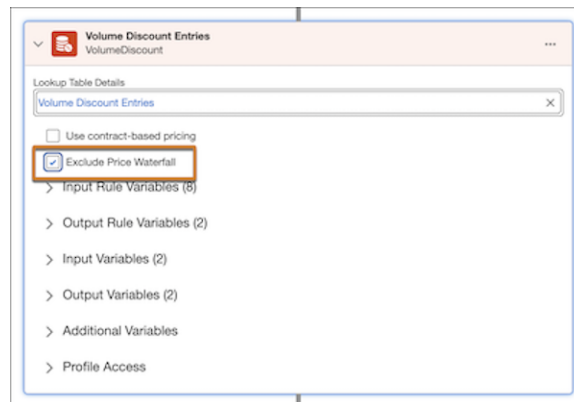 Volume Discount Entries
VolumeDiscount
Lookup Table Details
Volume Discount Entries
Use contract-based pricing
Exclude Price Waterfall
Input Rule Variables (8)
Output Rule Variables (2)
Input Variables (2)
Output Variables (2)
Additional Variables
Profile Access